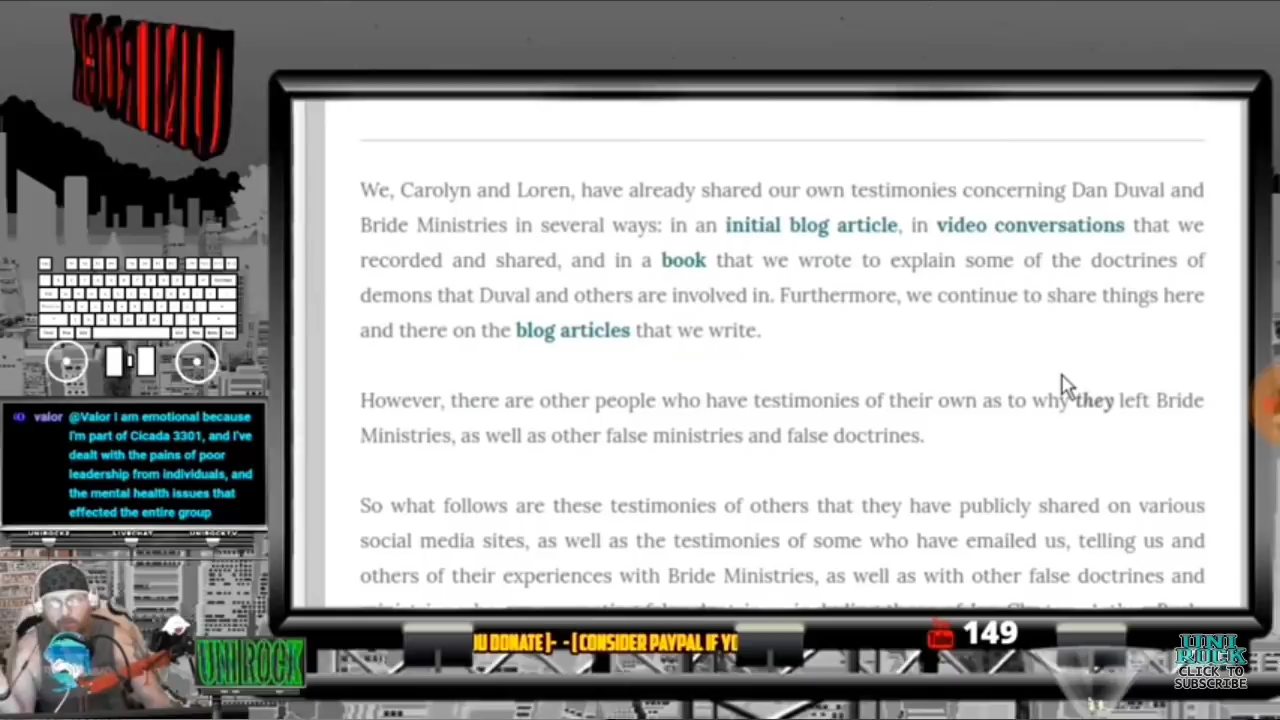 UNIROCK
We, Carolyn and Loren, have already shared our own testimonies concerning Dan Duval and
Bride Ministries in several ways: in an initial blog article, in video conversations that we
recorded and shared, and in a book that we wrote to explain some of the doctrines of
demons that Duval and others are involved in. Furthermore, we continue to share things here
and there on the blog articles that we write.
However, there are other people who have testimonies of their own as to why they left Bride
Ministries, as well as other false ministries and false doctrines.
So what follows are these testimonies of others that they have publicly shared on various
social media sites, as well as the testimonies of some who have emailed us, telling us and
others of their experiences with Bride Ministries, as well as with other false doctrines and
valor @Valor I am emotional because
I'm part of Cicada 3301, and I've
dealt with the pains of poor
leadership from individuals, and
the mental health issues that
effected the entire group
LIVECHAT
UNIROCK
DONATE ]- -[ CONSIDER PAYPAL IF
149
UNI
ROCK
CLICK TO
SUBSCRIBE